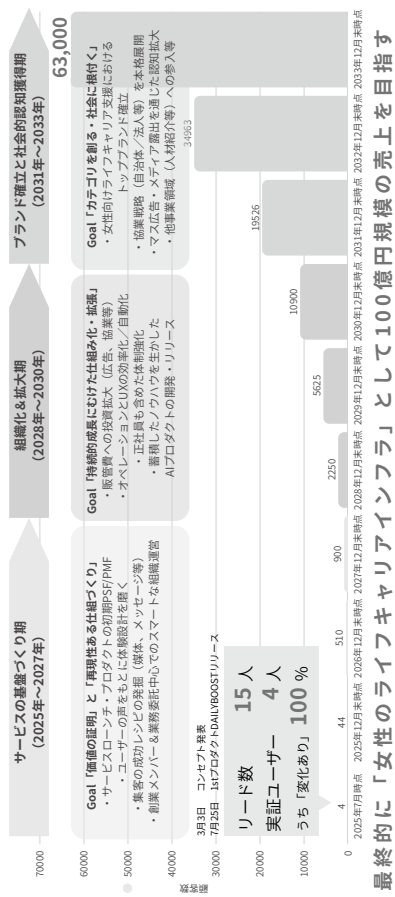 サービスの基盤づくり期
(2025年〜2027年)
組織化＆拡大期
(2028年〜2030年)
ブランド確立と社会的認知獲得期
(2031年〜2033年)
63,000
Goal「価値の証明」と「再現性ある仕組づくり」
・サービスローンチ・プロダクトの初期PSF/PMF
・ユーザーの声をもとに体験設計を磨く
・集客の成功レシピの発掘（媒体、メッセージ等）
・創業メンバー＆業務委託中心でのスマートな組織運営
Goal「持続的成長にむけた仕組み化・拡張」
・販管費への投資拡大（広告、協業等）
・オペレーションとUXの効率化／自動化
・正社員も含めた体制強化
・蓄積したノウハウを生かした
AIプロダクトの開発・リリース
Goal「カテゴリを創る・社会に根付く」
・女性向けライフキャリア支援における
トップブランド確立
・協業戦略（自治体／法人等）を本格展開
・マス広告・メディア露出を通じた認知拡大
・他事業領域（人材紹介等）への参入等
3月3日　コンセプト発表
7月25日　1stプロダクトDAILYBOOSTリリース
リード数 15 人
実証ユーザー 4 人
うち「変化あり」 100 %
顧客数
70000
60000
50000
40000
30000
20000
10000
0
4
44
510
900
2250
5625
10900
19526
34963
2025年7月時点
2025年12月末時点
2026年12月末時点
2027年12月末時点
2028年12月末時点
2029年12月末時点
2030年12月末時点
2031年12月末時点
2032年12月末時点
2033年12月末時点
最終的に「女性のライフキャリアインフラ」として100億円規模の売上を目指す